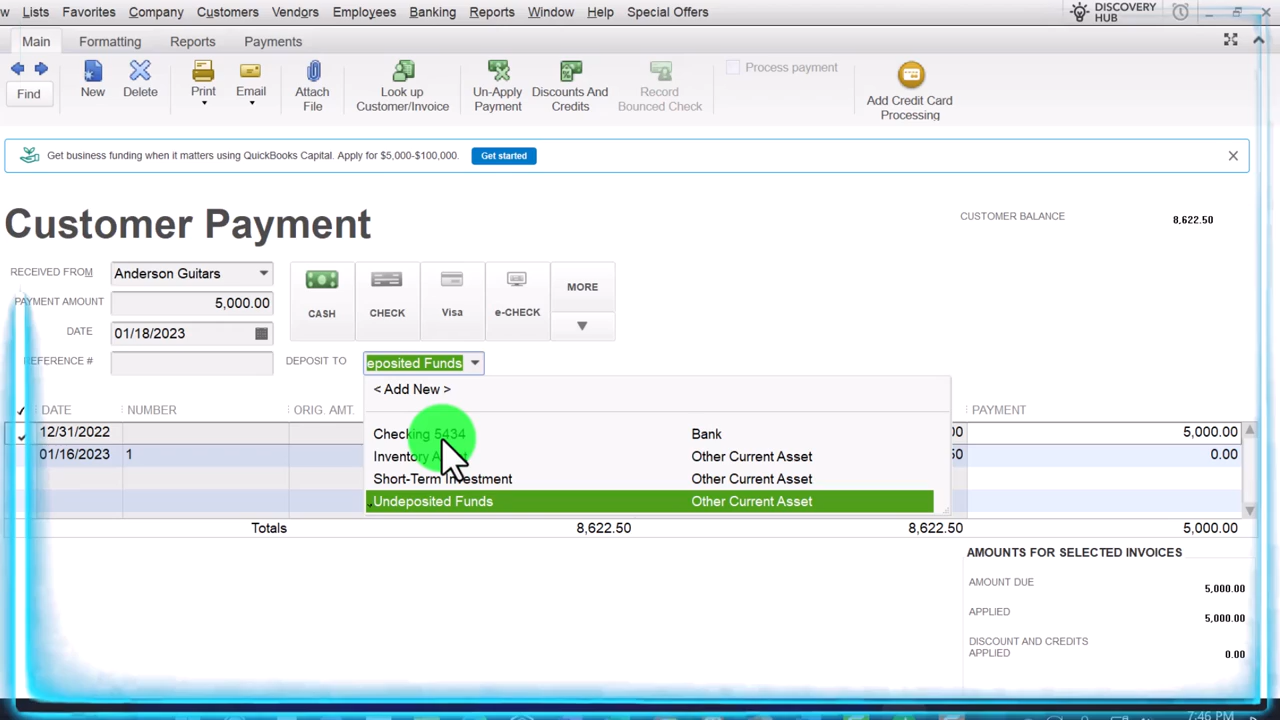 w Lists Favorites Company Customers Vendors Employees Banking Reports Window Help Special Offers DISCOVERY HUB
Main Formatting Reports Payments
Find New Delete Print Email Attach File Look up Customer/Invoice Un-Apply Payment Discounts And Credits Record Bounced Check Process payment Add Credit Card Processing
Get business funding when it matters using QuickBooks Capital. Apply for $5,000-$100,000. Get started
Customer Payment
CUSTOMER BALANCE 8,622.50
RECEIVED FROM Anderson Guitars
PAYMENT AMOUNT 5,000.00
DATE 01/18/2023
CASH CHECK Visa e-CHECK MORE
REFERENCE # DEPOSIT TO eposited Funds
< Add New >
DATE NUMBER ORIG. AMT. PAYMENT
12/31/2022 00 5,000.00
01/16/2023 1 50 0.00
Checking 5434 Bank
Inventory Other Current Asset
Short-Term Investment Other Current Asset
Undeposited Funds Other Current Asset
Totals 8,622.50 8,622.50 5,000.00
AMOUNTS FOR SELECTED INVOICES
AMOUNT DUE 5,000.00
APPLIED 5,000.00
DISCOUNT AND CREDITS APPLIED 0.00
7:46 PM